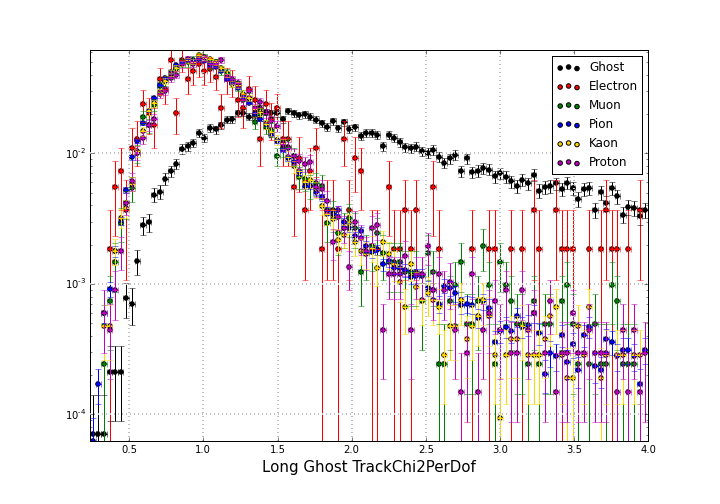 Ghost
Electron
Muon
Pion
Kaon
Proton
10⁻²
10⁻³
10⁻⁴
0.5 1.0 1.5 2.0 2.5 3.0 3.5 4.0
Long Ghost TrackChi2PerDof